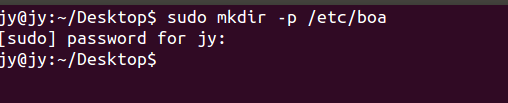 jy@jy:~/Desktop$ sudo mkdir -p /etc/boa
[sudo] password for jy:
jy@jy:~/Desktop$